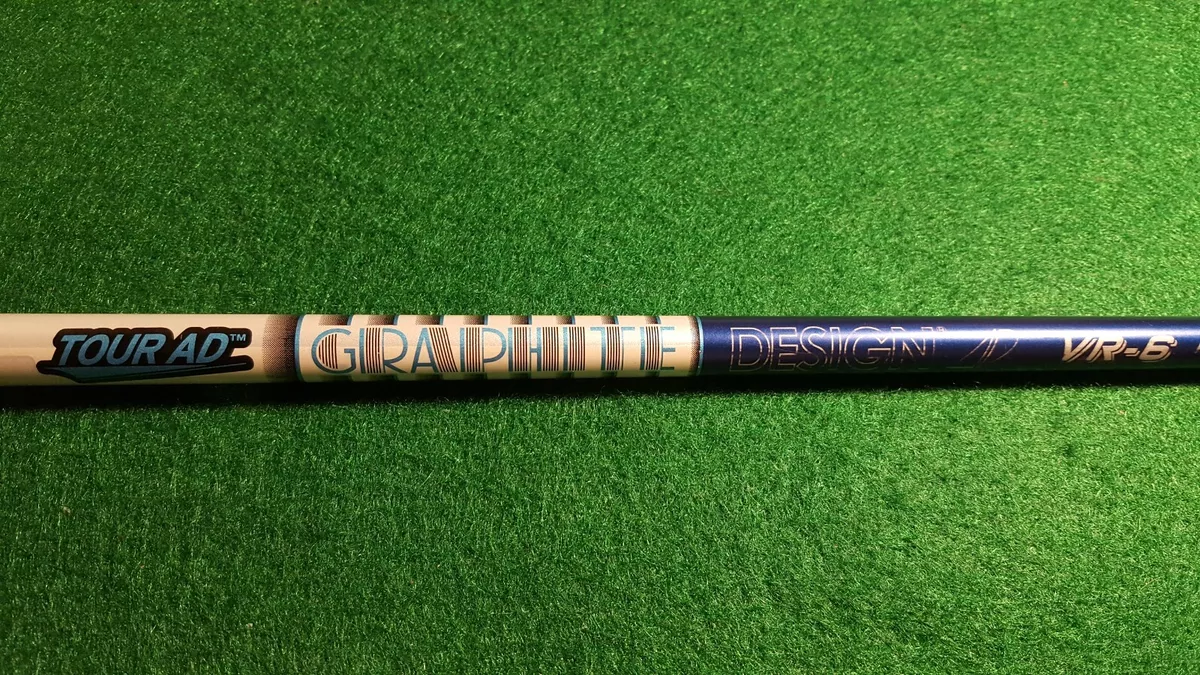 TOUR AD™ GRAPHITE DESIGN VR-6